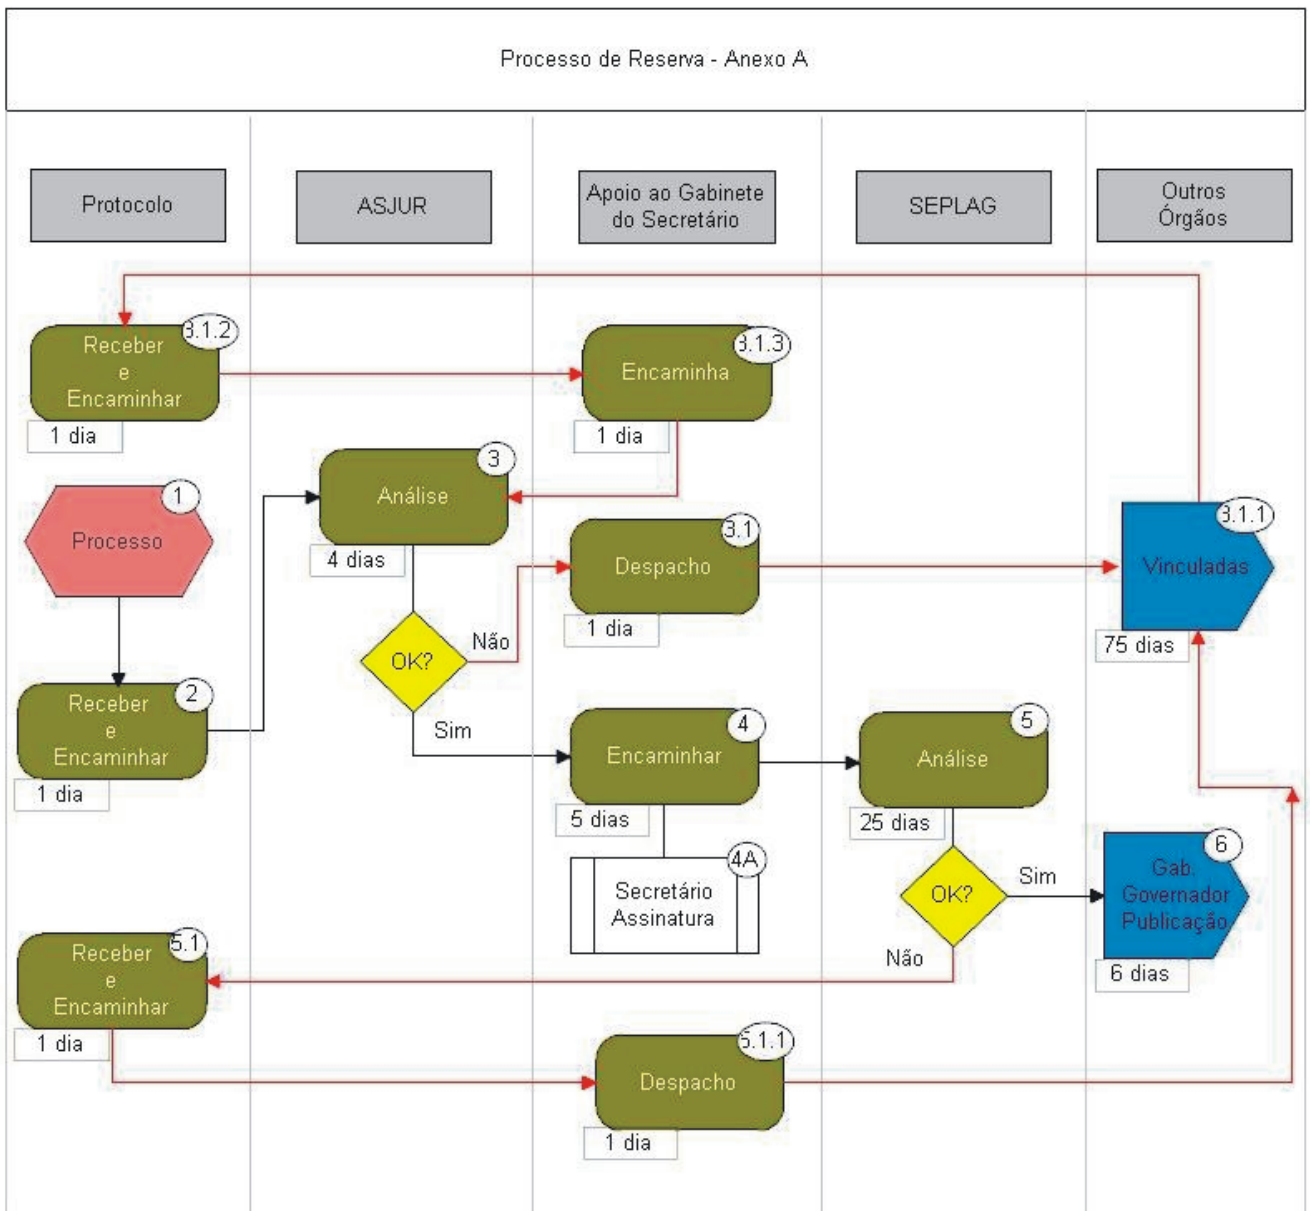 Processo de Reserva - Anexo A
Protocolo
ASJUR
Apoio ao Gabinete
do Secretário
SEPLAG
Outros
Órgãos
3.1.2
Receber
e
Encaminhar
1 dia
3.1.3
Encaminha
1 dia
3
Análise
4 dias
1
Processo
3.1
Despacho
1 dia
3.1.1
Vinculadas
75 dias
OK?
Não
Sim
2
Receber
e
Encaminhar
1 dia
4
Encaminhar
5 dias
5
Análise
25 dias
4A
Secretário
Assinatura
OK?
Sim
Não
6
Gab.
Governador
Publicação
6 dias
5.1
Receber
e
Encaminhar
1 dia
5.1.1
Despacho
1 dia